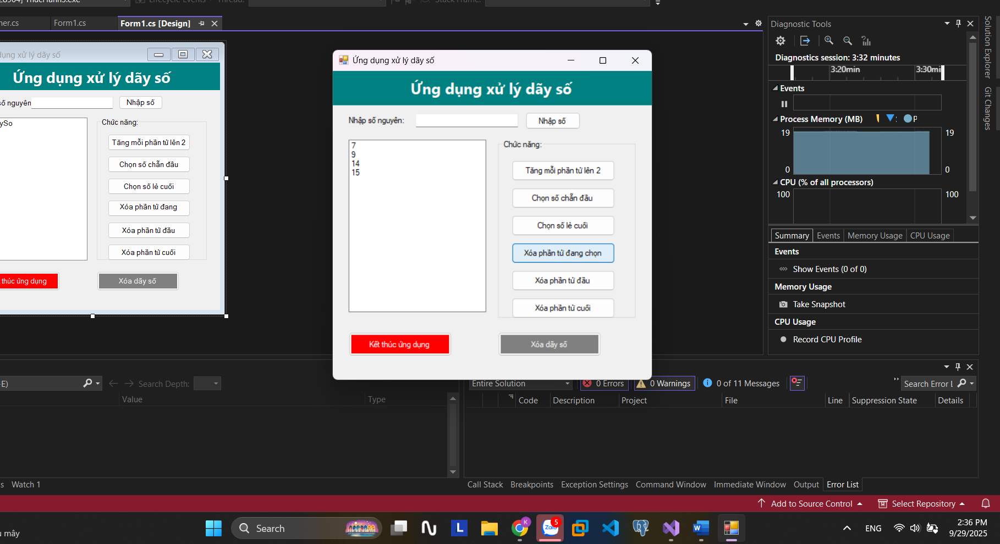 Lifecycle Events
Thread:
Stack Frame:
ner.cs
Form1.cs
Form1.cs [Design]
ụng xử lý dãy số
Ứng dụng xử lý dãy số
số nguyên
Nhập số
ySo
Chức năng:
Tăng mỗi phần tử lên 2
Chọn số chẵn đầu
Chọn số lẻ cuối
Xóa phần tử đang
Xóa phần tử đầu
Xóa phần tử cuối
thúc ứng dụng
Xóa dãy số
Ứng dụng xử lý dãy số
Ứng dụng xử lý dãy số
Nhập số nguyên:
Nhập số
7
9
14
15
Chức năng:
Tăng mỗi phần tử lên 2
Chọn số chẵn đầu
Chọn số lẻ cuối
Xóa phần tử đang chọn
Xóa phần tử đầu
Xóa phần tử cuối
Kết thúc ứng dụng
Xóa dãy số
Diagnostic Tools
Diagnostics session: 3:32 minutes
3:20min
3:30mi
Events
Process Memory (MB)
P
19
19
0
0
CPU (% of all processors)
100
100
Summary
Events
Memory Usage
CPU Usage
Events
Show Events (0 of 0)
Memory Usage
Take Snapshot
CPU Usage
Record CPU Profile
Solution Explorer
Git Changes
E)
Search Depth:
Value
Type
Entire Solution
0 Errors
0 Warnings
0 of 11 Messages
Search Error L
Code
Description
Project
File
Line
Suppression State
Details
s
Watch 1
Call Stack
Breakpoints
Exception Settings
Command Window
Immediate Window
Output
Error List
Add to Source Control
Select Repository
mây
Search
L
K
Zalo
5
W
ENG
2:36 PM
9/29/2025